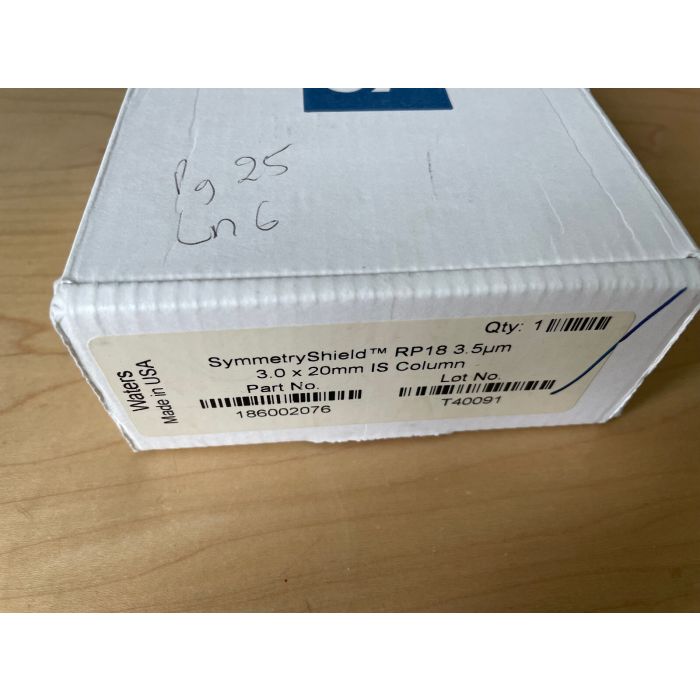 Pg 25
Ln 6
Qty: 1
SymmetryShield™ RP18 3.5µm
3.0 x 20mm IS Column
Part No.
186002076
Lot No.
T40091
Waters
Made in USA